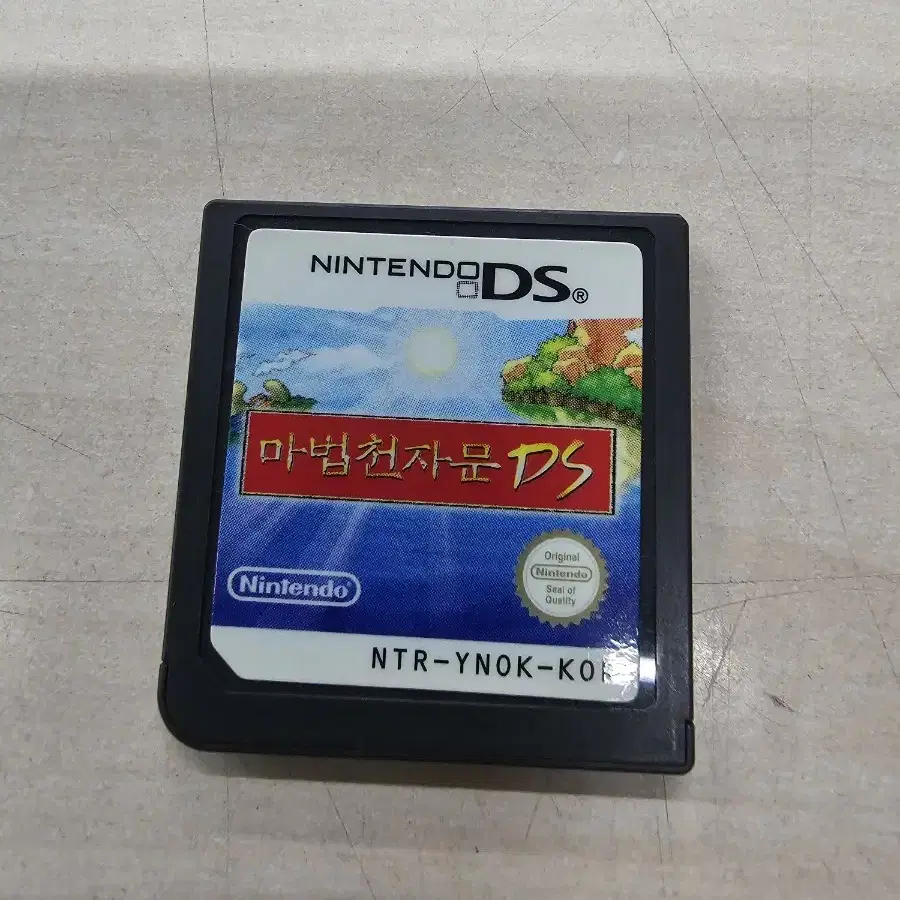 NINTENDO DS®
마법천자문 DS
Nintendo®
Original
Nintendo
Seal of
Quality
NTR-YNOK-KO